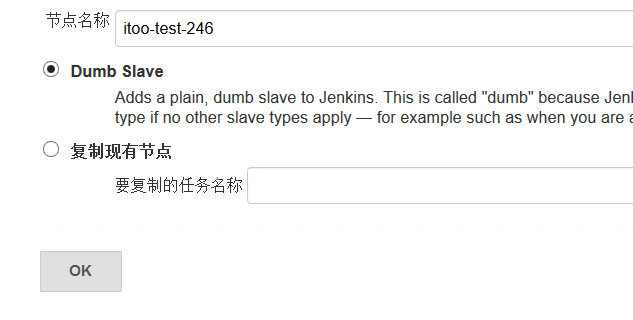 节点名称 itoo-test-246
Dumb Slave
Adds a plain, dumb slave to Jenkins. This is called "dumb" because
type if no other slave types apply — for example such as when you are
复制现有节点
要复制的任务名称
OK